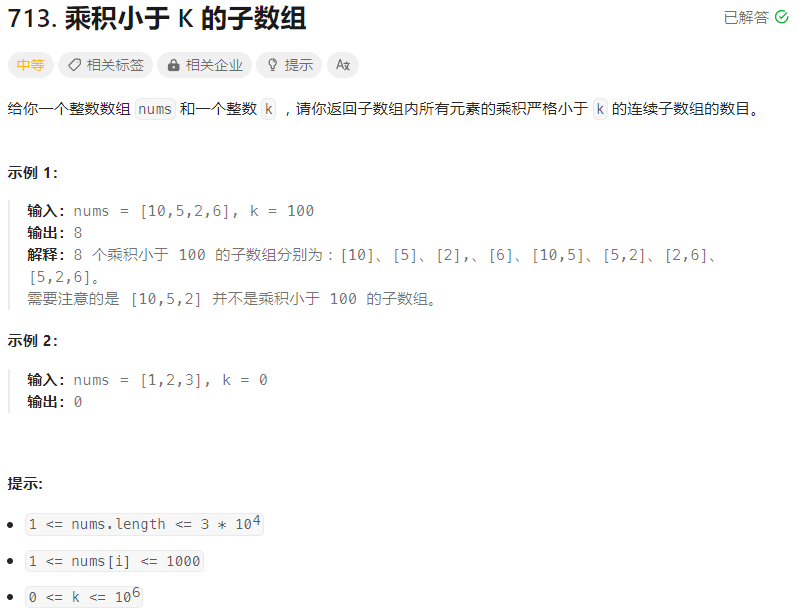 713. 乘积小于 K 的子数组
已解答
中等 相关标签 相关企业 提示 Az
给你一个整数数组 nums 和一个整数 k ，请你返回子数组内所有元素的乘积严格小于 k 的连续子数组的数目。
示例 1：
输入：nums = [10,5,2,6], k = 100
输出：8
解释：8 个乘积小于 100 的子数组分别为：[10]、[5]、[2],、[6]、[10,5]、[5,2]、[2,6]、
[5,2,6]。
需要注意的是 [10,5,2] 并不是乘积小于 100 的子数组。
示例 2：
输入：nums = [1,2,3], k = 0
输出：0
提示:
1 <= nums.length <= 3 * 10⁴
1 <= nums[i] <= 1000
0 <= k <= 10⁶